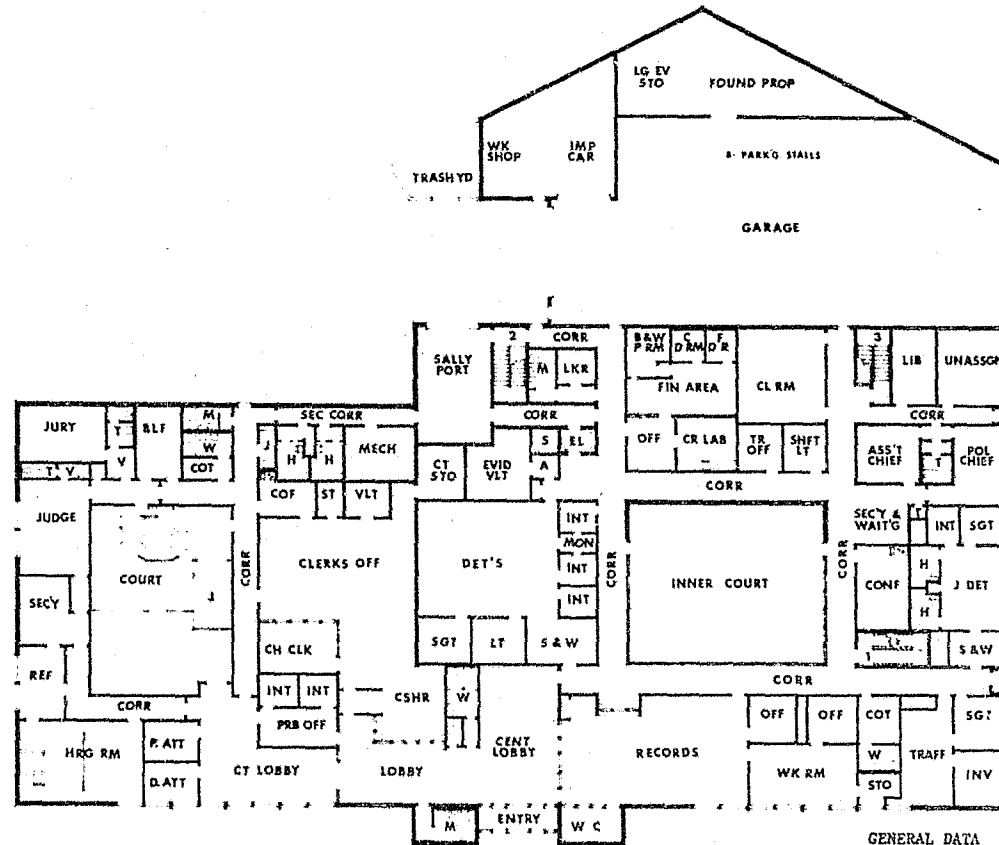 LG EV
STO
FOUND PROP
WK
SHOP
IMP
CAR
8- PARK'G STALLS
TRASH YD
GARAGE
SALLY
PORT
2
CORR
M
LKR
B&W
P RM
C
D RM
F
D R
FIN AREA
CL RM
3
LIB
UNASSGN
JURY
T
V
BLF
M
W
COT
SEC CORR
J
H
H
MECH
CORR
S
EL
A
OFF
CR LAB
TR
OFF
SHFT
LT
CORR
ASS'T
CHIEF
T
POL
CHIEF
T
V
COF
ST
VLT
CT
STO
EVID
VLT
CORR
JUDGE
COURT
J
CORR
CLERKS OFF
DET'S
INT
MON
INT
INT
INNER COURT
CORR
SEC'Y &
WAIT'G
T
INT
SGT
CONF
H
H
J DET
SEC'Y
CH CLK
SGT
LT
S & W
1
S & W
REF
INT
INT
CSHR
W
CORR
CORR
PRB OFF
HRG RM
P. ATT
D. ATT
CT LOBBY
LOBBY
CENT
LOBBY
RECORDS
OFF
OFF
COT
SGT
WK RM
W
STO
TRAFF
INV
M
ENTRY
W C
GENERAL DATA